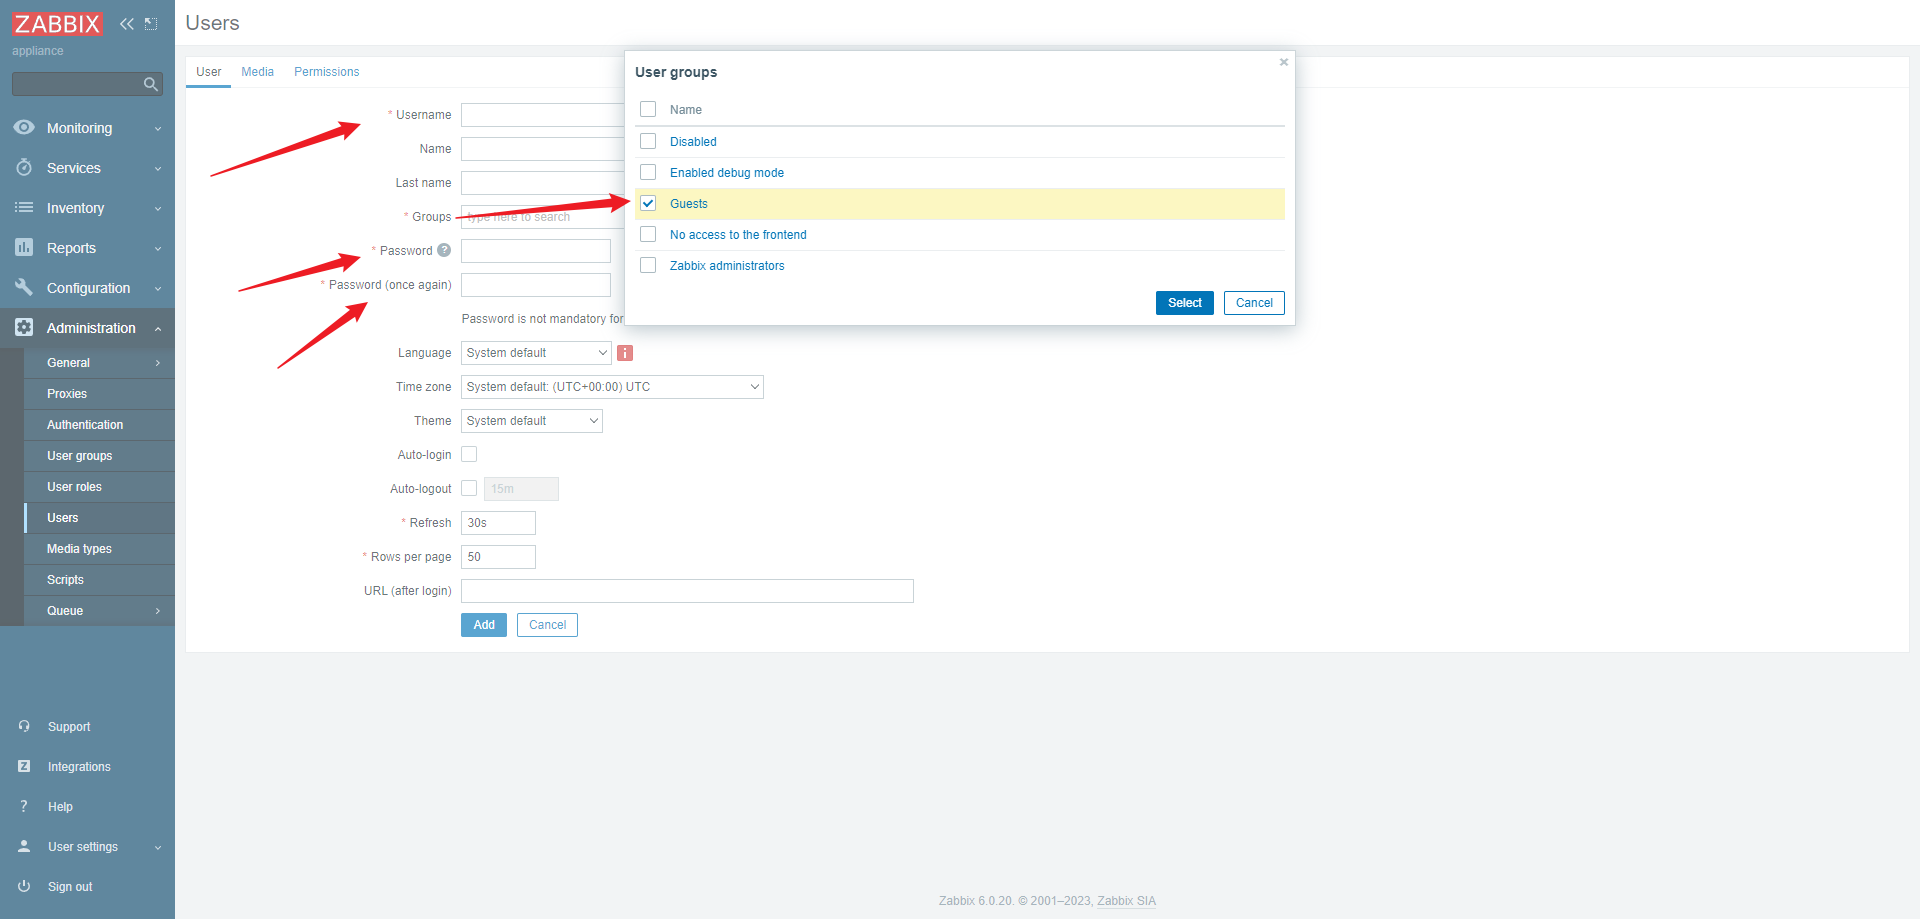 ZABBIX
appliance
Monitoring
Services
Inventory
Reports
Configuration
Administration
General
Proxies
Authentication
User groups
User roles
Users
Media types
Scripts
Queue
Support
Integrations
Help
User settings
Sign out
Users
User Media Permissions
* Username
Name
Last name
* Groups type here to search
* Password ?
* Password (once again)
Password is not mandatory for
Language System default
Time zone System default: (UTC+00:00) UTC
Theme System default
Auto-login
Auto-logout 15m
* Refresh 30s
* Rows per page 50
URL (after login)
Add Cancel
User groups
Name
Disabled
Enabled debug mode
Guests
No access to the frontend
Zabbix administrators
Select Cancel
Zabbix 6.0.20. © 2001–2023, Zabbix SIA